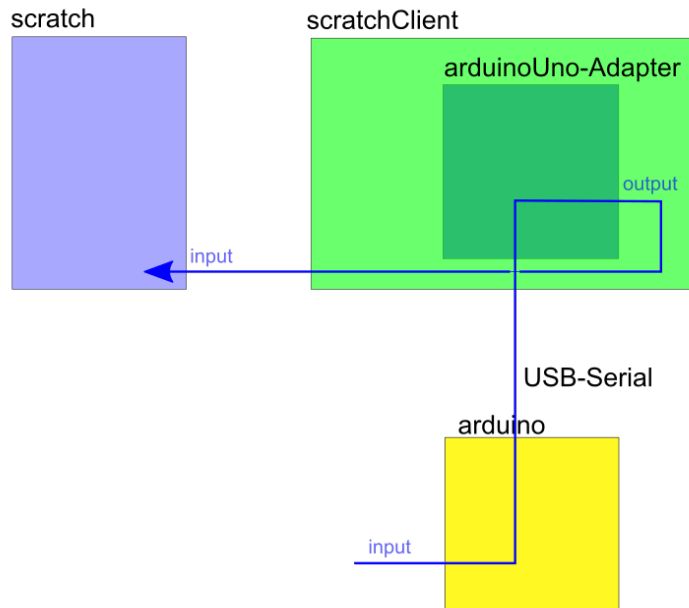 scratch
scratchClient
arduinoUno-Adapter
output
input
USB-Serial
arduino
input